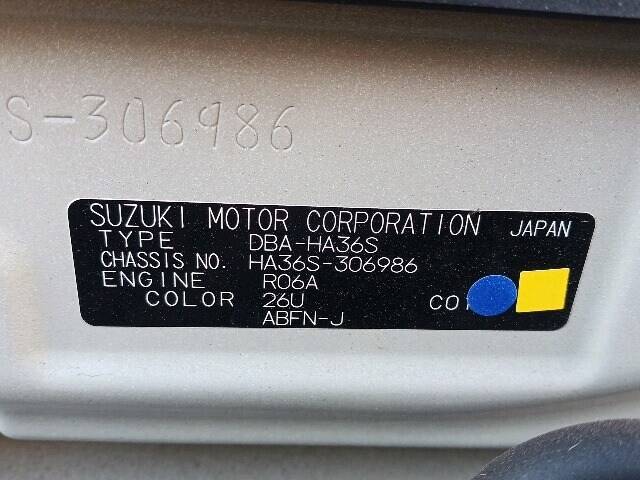 S-306986
SUZUKI MOTOR CORPORATION JAPAN
TYPE DBA-HA36S
CHASSIS NO. HA36S-306986
ENGINE R06A
COLOR 26U
ABFN-J